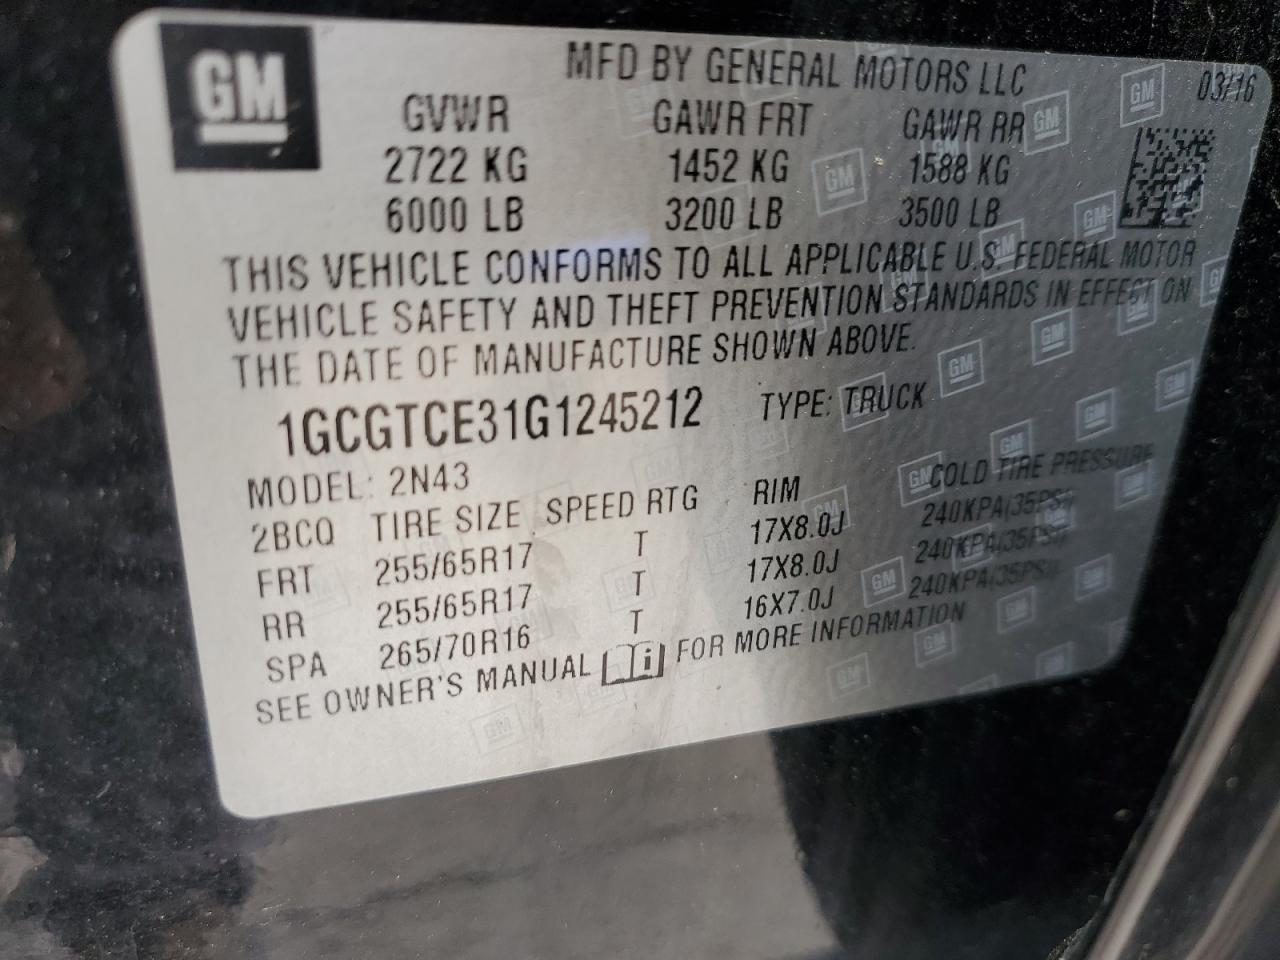 GM MFD BY GENERAL MOTORS LLC 03/16
GVWR GAWR FRT GAWR RR
2722 KG 1452 KG 1588 KG
6000 LB 3200 LB 3500 LB
THIS VEHICLE CONFORMS TO ALL APPLICABLE U.S. FEDERAL MOTOR
VEHICLE SAFETY AND THEFT PREVENTION STANDARDS IN EFFECT ON
THE DATE OF MANUFACTURE SHOWN ABOVE.
1GCGTCE31G1245212 TYPE: TRUCK
MODEL: 2N43
2BCQ TIRE SIZE SPEED RTG RIM COLD TIRE PRESSURE
FRT 255/65R17 T 17X8.0J 240KPA(35PSI)
RR 255/65R17 T 17X8.0J 240KPA(35PSI)
SPA 265/70R16 T 16X7.0J 240KPA(35PSI)
SEE OWNER'S MANUAL FOR MORE INFORMATION